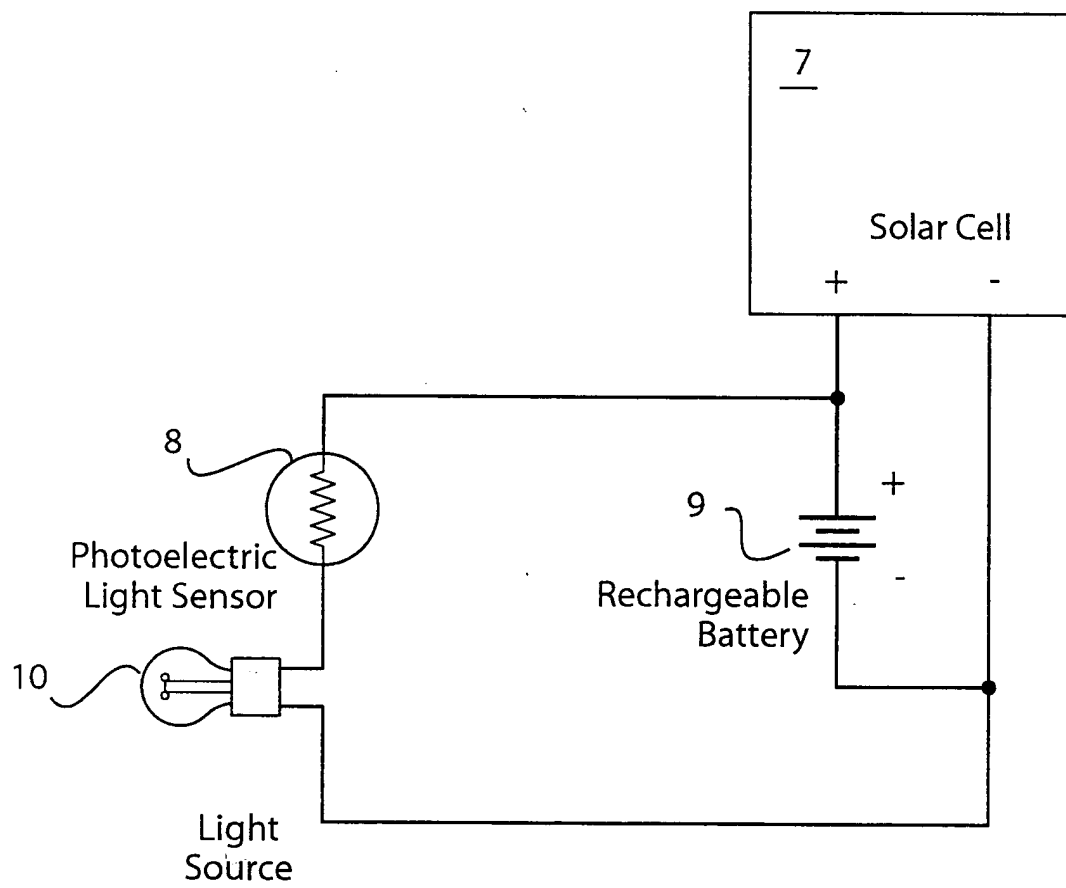 7
Solar Cell
+ -
8
Photoelectric
Light Sensor
9
+
-
Rechargeable
Battery
10
Light
Source